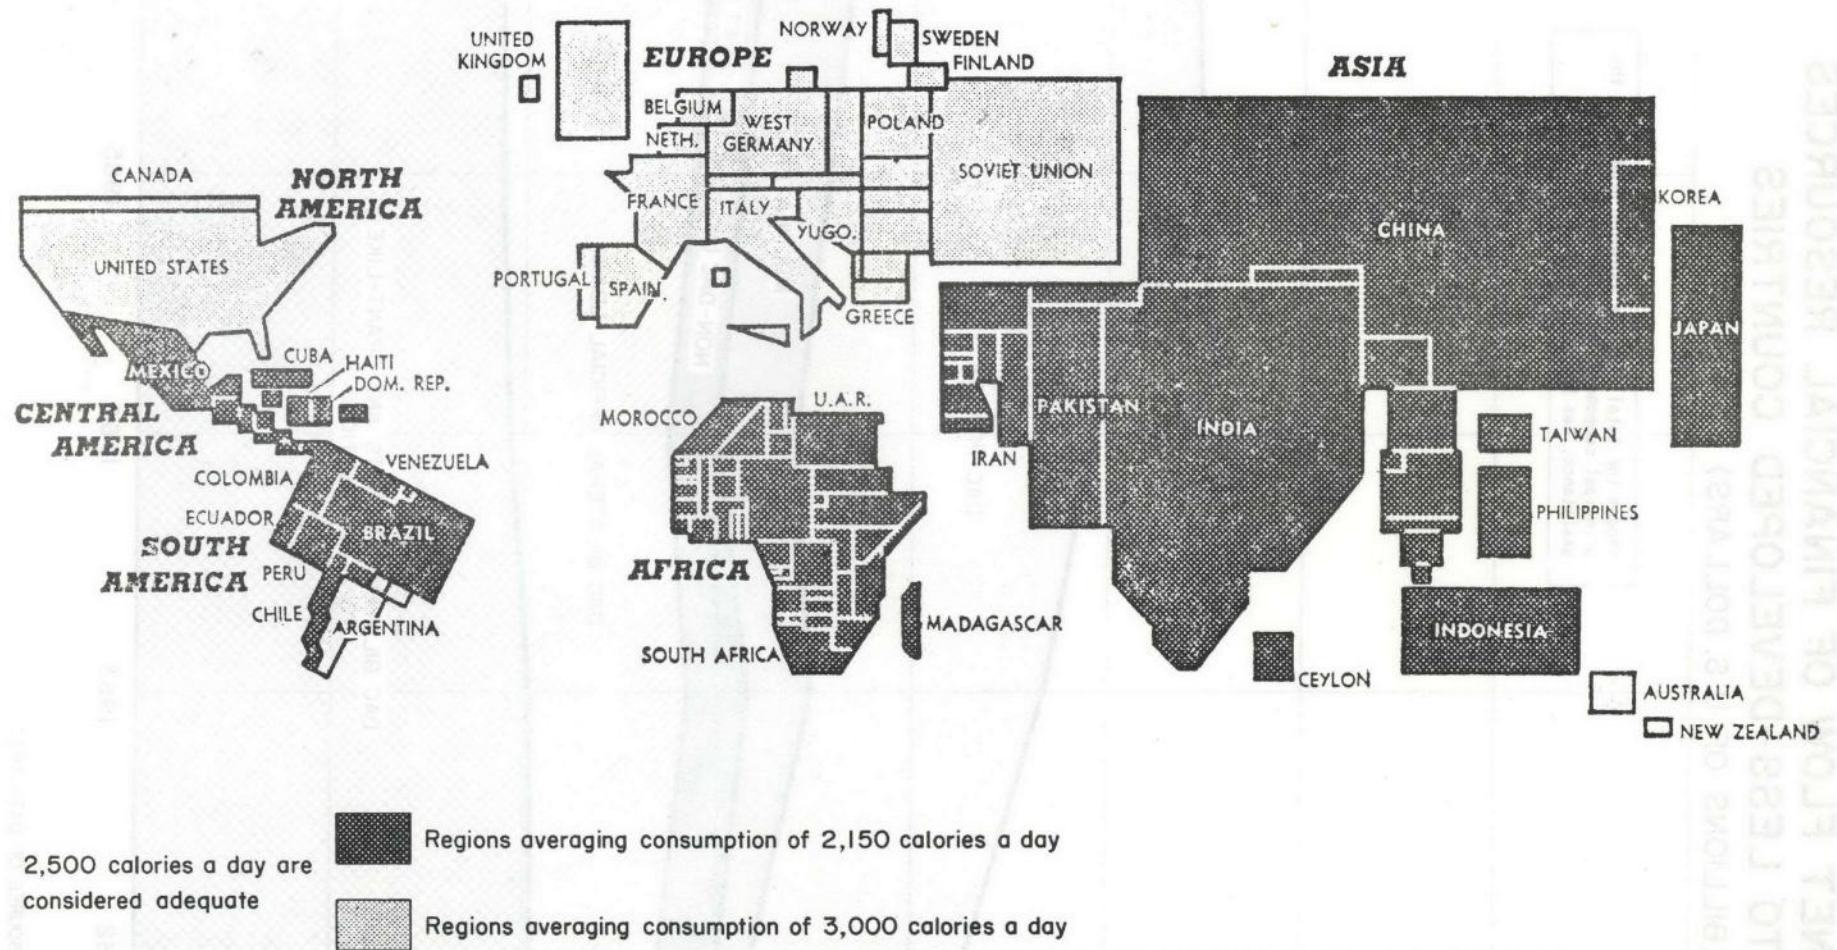 UNITED
KINGDOM
EUROPE
NORWAY
SWEDEN
FINLAND
ASIA
BELGIUM
NETH.
WEST
GERMANY
POLAND
SOVIET UNION
CANADA
NORTH
AMERICA
FRANCE
ITALY
YUGO.
KOREA
CHINA
UNITED STATES
PORTUGAL
SPAIN
GREECE
JAPAN
MEXICO
CUBA
HAITI
DOM. REP.
CENTRAL
AMERICA
MOROCCO
U.A.R.
PAKISTAN
INDIA
IRAN
TAIWAN
COLOMBIA
VENEZUELA
ECUADOR
BRAZIL
PHILIPPINES
SOUTH
AMERICA
PERU
CHILE
ARGENTINA
AFRICA
MADAGASCAR
SOUTH AFRICA
INDONESIA
CEYLON
AUSTRALIA
NEW ZEALAND
2,500 calories a day are
considered adequate
Regions averaging consumption of 2,150 calories a day
Regions averaging consumption of 3,000 calories a day